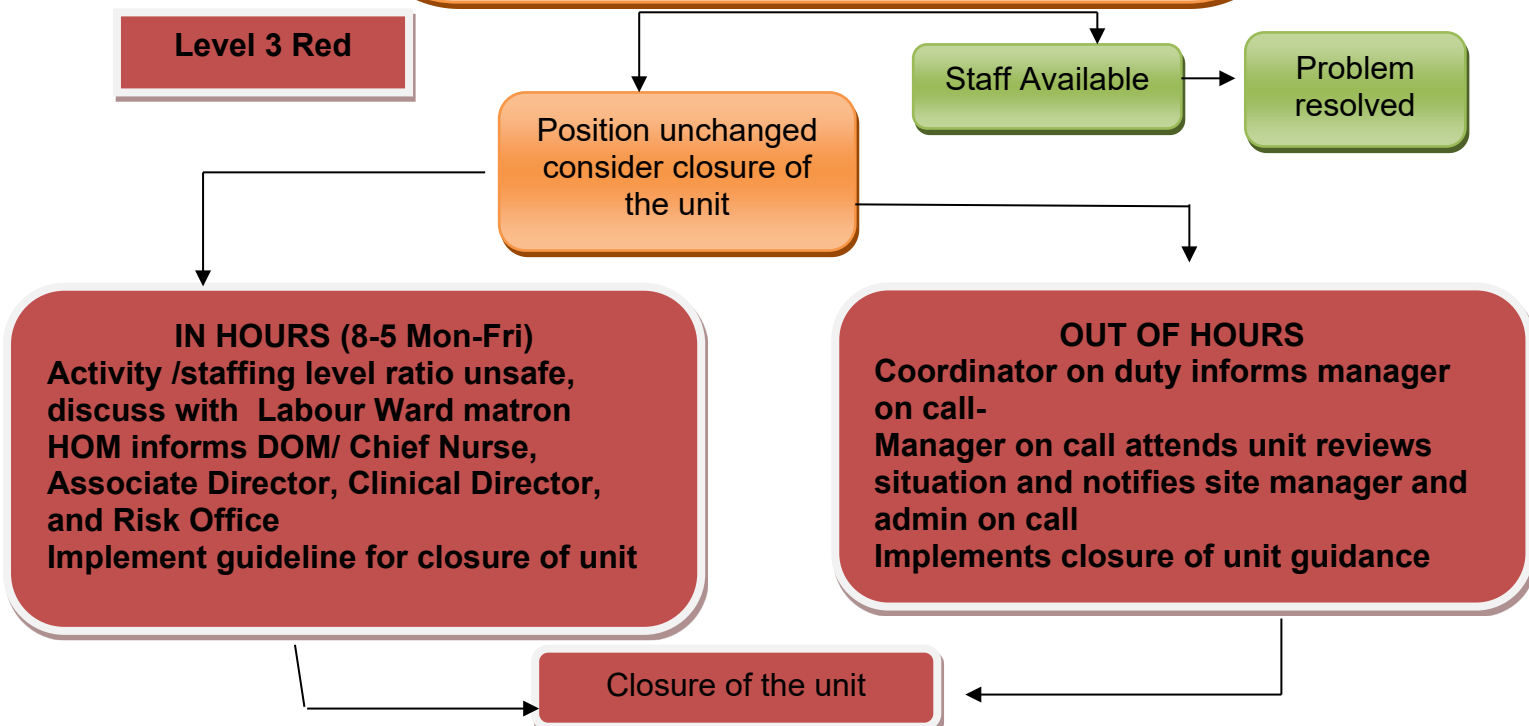 Level 3 Red
Staff Available
Problem
resolved
Position unchanged
consider closure of
the unit
IN HOURS (8-5 Mon-Fri)
Activity /staffing level ratio unsafe,
discuss with  Labour Ward matron
HOM informs DOM/ Chief Nurse,
Associate Director, Clinical Director,
and Risk Office
Implement guideline for closure of unit
OUT OF HOURS
Coordinator on duty informs manager
on call-
Manager on call attends unit reviews
situation and notifies site manager and
admin on call
Implements closure of unit guidance
Closure of the unit